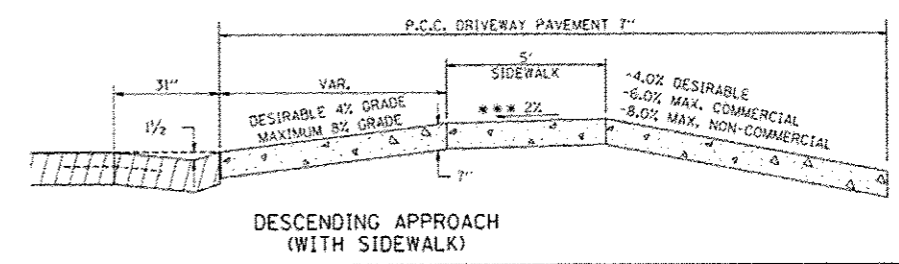 P.C.C. DRIVEWAY PAVEMENT 7"
5'
SIDEWALK
31"
VAR.
1½
DESIRABLE 4% GRADE
MAXIMUM 8% GRADE
*** 2%
-4.0% DESIRABLE
-6.0% MAX. COMMERCIAL
-8.0% MAX. NON-COMMERCIAL
7"
DESCENDING APPROACH
(WITH SIDEWALK)